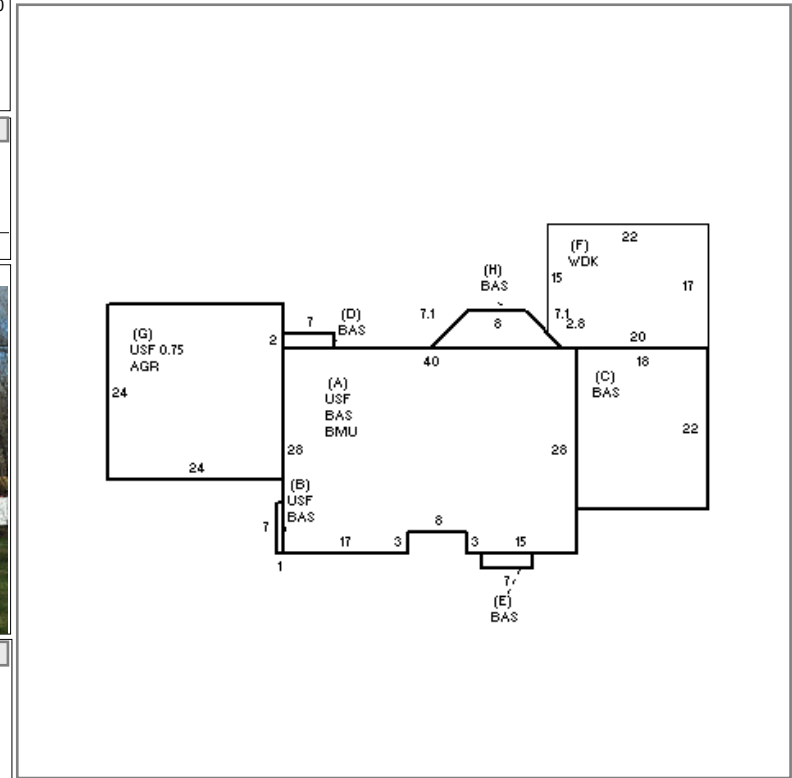 22
(F)
WDK
15
17
(H)
BAS
7.1
8
7.1
2.8
20
(D)
7
BAS
2
(G)
USF 0.75
AGR
24
24
40
(A)
USF
BAS
BMU
28
28
18
(C)
BAS
22
(B)
USF
BAS
7
1
17
3
8
3
15
7
(E)
BAS